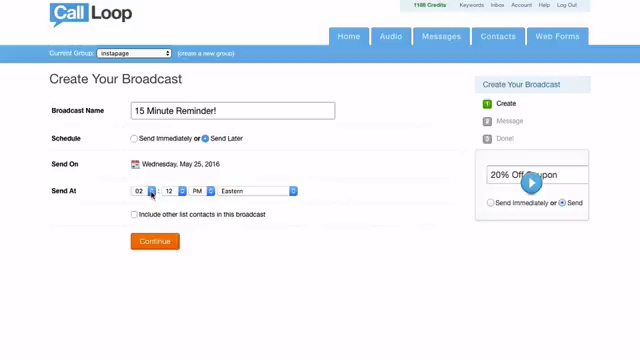 Call Loop
1188 Credits Keywords Inbox Account Help Log Out
Home Audio Messages Contacts Web Forms
Current Group: instapage (create a new group)
Create Your Broadcast
Broadcast Name 15 Minute Reminder!
Schedule Send Immediately or Send Later
Send On Wednesday, May 25, 2016
Send At 02 : 12 PM Eastern
Include other list contacts in this broadcast
Continue
Create Your Broadcast
1 Create
2 Message
3 Done!
20% Off Coupon
Send Immediately or Send